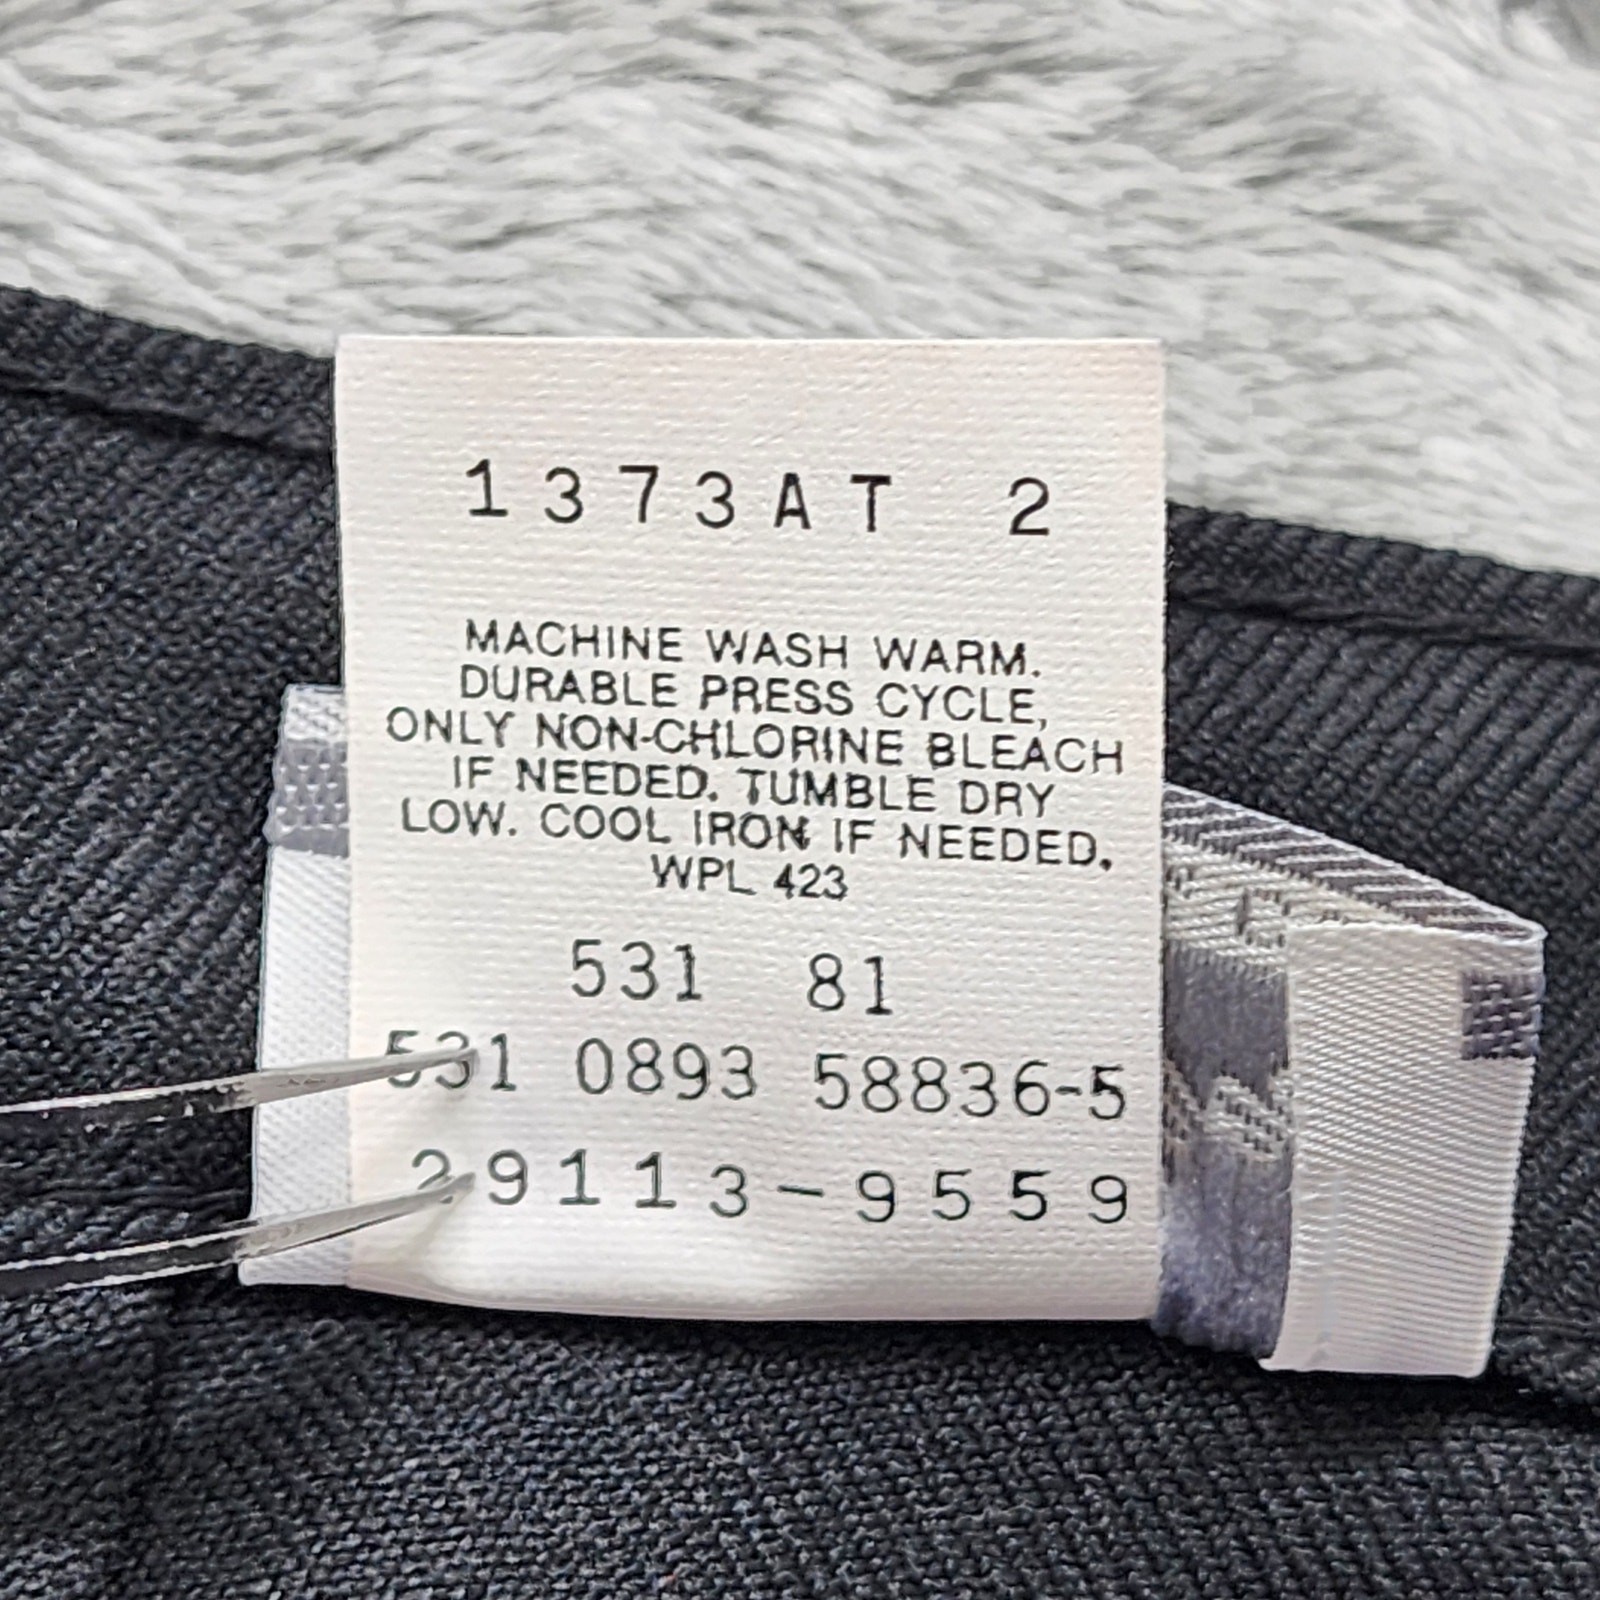 1373AT 2
MACHINE WASH WARM.
DURABLE PRESS CYCLE,
ONLY NON-CHLORINE BLEACH
IF NEEDED. TUMBLE DRY
LOW. COOL IRON IF NEEDED.
WPL 423
531 81
531 0893 58836-5
29113-9559